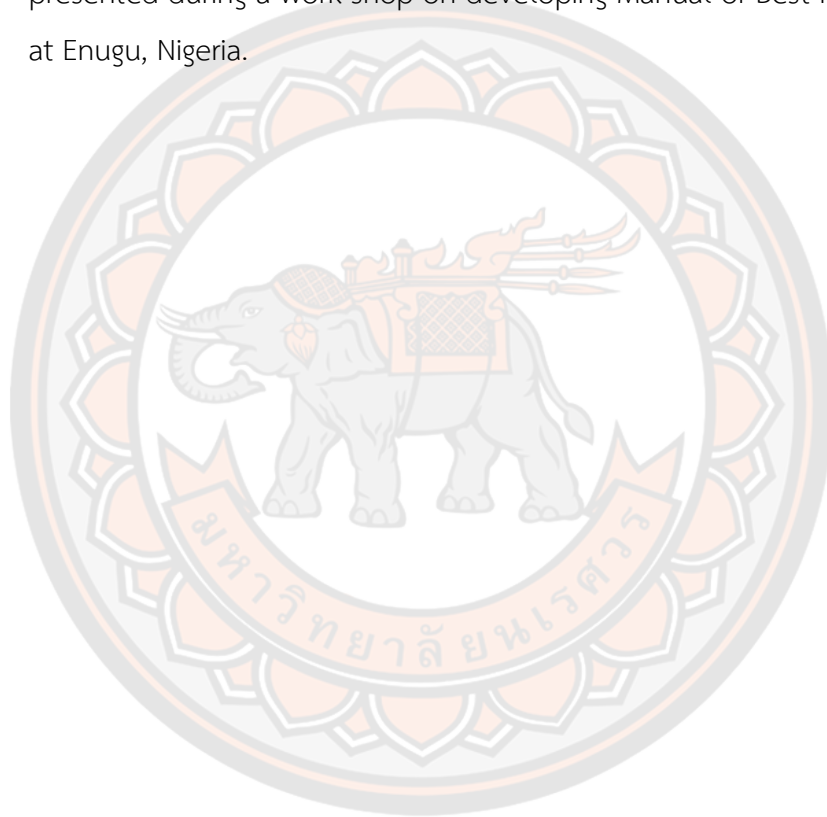 presented during a work-shop on developing Manual of Best
at Enugu, Nigeria.
มหาวิทยาลัยนเรศวร